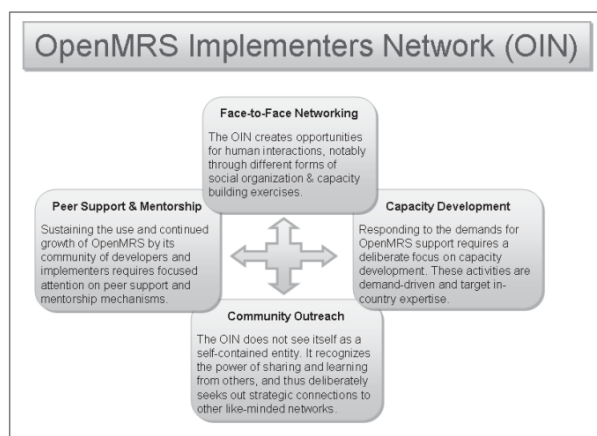 OpenMRS Implementers Network (OIN)
Face-to-Face Networking
The OIN creates opportunities
for human interactions, notably
through different forms of
social organization & capacity
building exercises.
Peer Support & Mentorship
Sustaining the use and continued
growth of OpenMRS by its
community of developers and
implementers requires focused
attention on peer support and
mentorship mechanisms.
Capacity Development
Responding to the demands for
OpenMRS support requires a
deliberate focus on capacity
development. These activities are
demand-driven and target in-
country expertise.
Community Outreach
The OIN does not see itself as a
self-contained entity. It recognizes
the power of sharing and learning
from others, and thus deliberately
seeks out strategic connections to
other like-minded networks.